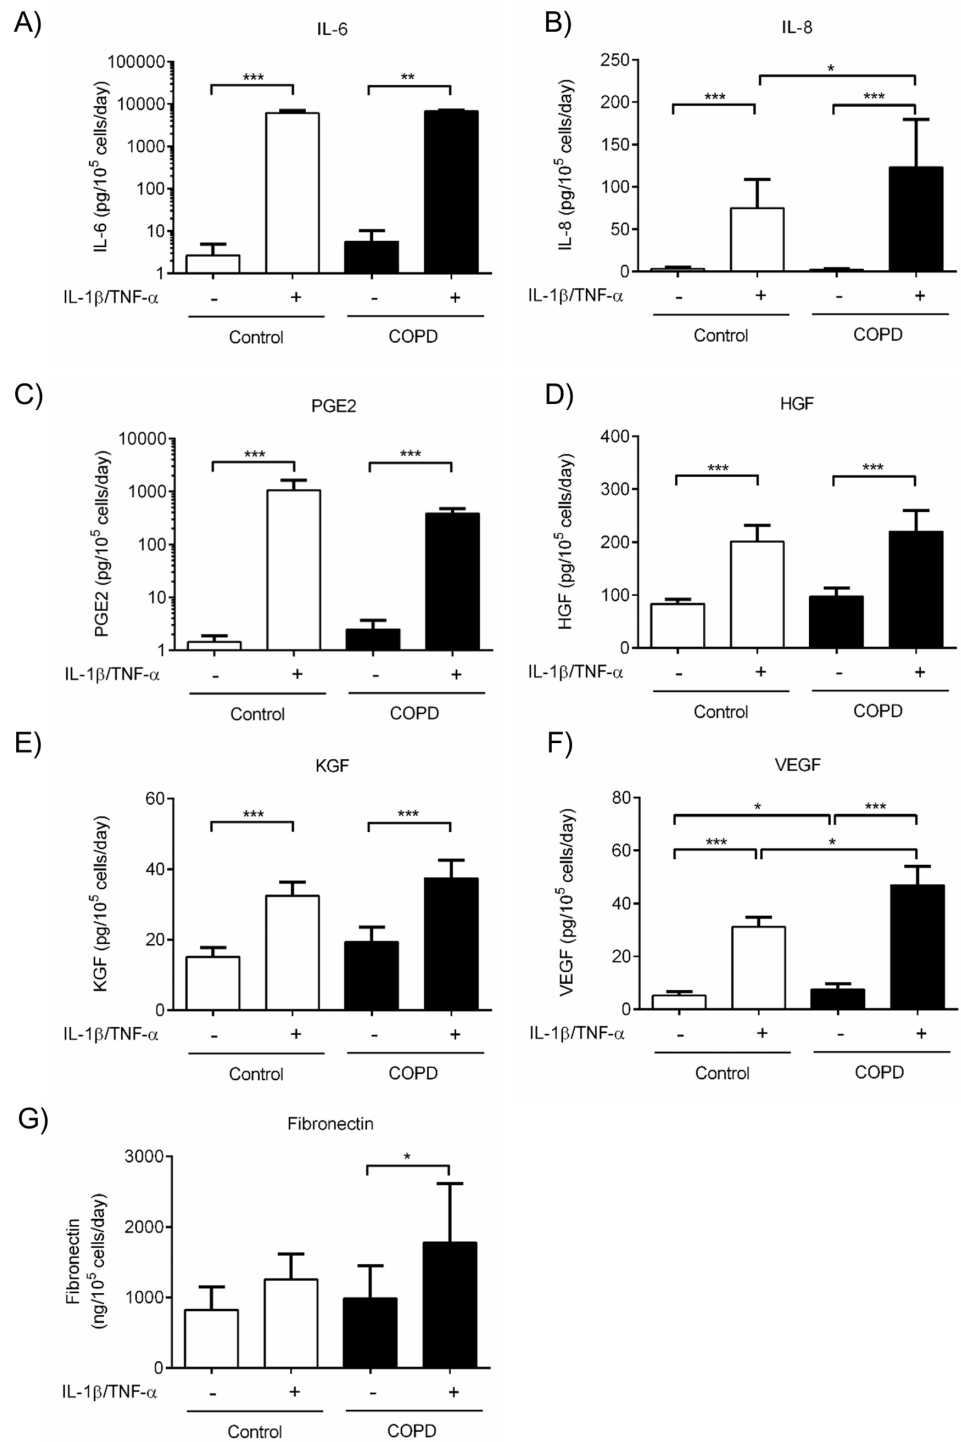 A)
IL-6
IL-6 (pg/10⁵ cells/day)
100000
10000
1000
100
10
1
***
**
IL-1β/TNF-α - + - +
Control COPD
B)
IL-8
IL-8 (pg/10⁵ cells/day)
250
200
150
100
50
0
*
***
***
IL-1β/TNF-α - + - +
Control COPD
C)
PGE2
PGE2 (pg/10⁵ cells/day)
10000
1000
100
10
1
***
***
IL-1β/TNF-α - + - +
Control COPD
D)
HGF
HGF (pg/10⁵ cells/day)
400
300
200
100
0
***
***
IL-1β/TNF-α - + - +
Control COPD
E)
KGF
KGF (pg/10⁵ cells/day)
60
40
20
0
***
***
IL-1β/TNF-α - + - +
Control COPD
F)
VEGF
VEGF (pg/10⁵ cells/day)
80
60
40
20
0
*
***
***
*
IL-1β/TNF-α - + - +
Control COPD
G)
Fibronectin
Fibronectin
(ng/10⁵ cells/day)
3000
2000
1000
0
*
IL-1β/TNF-α - + - +
Control COPD